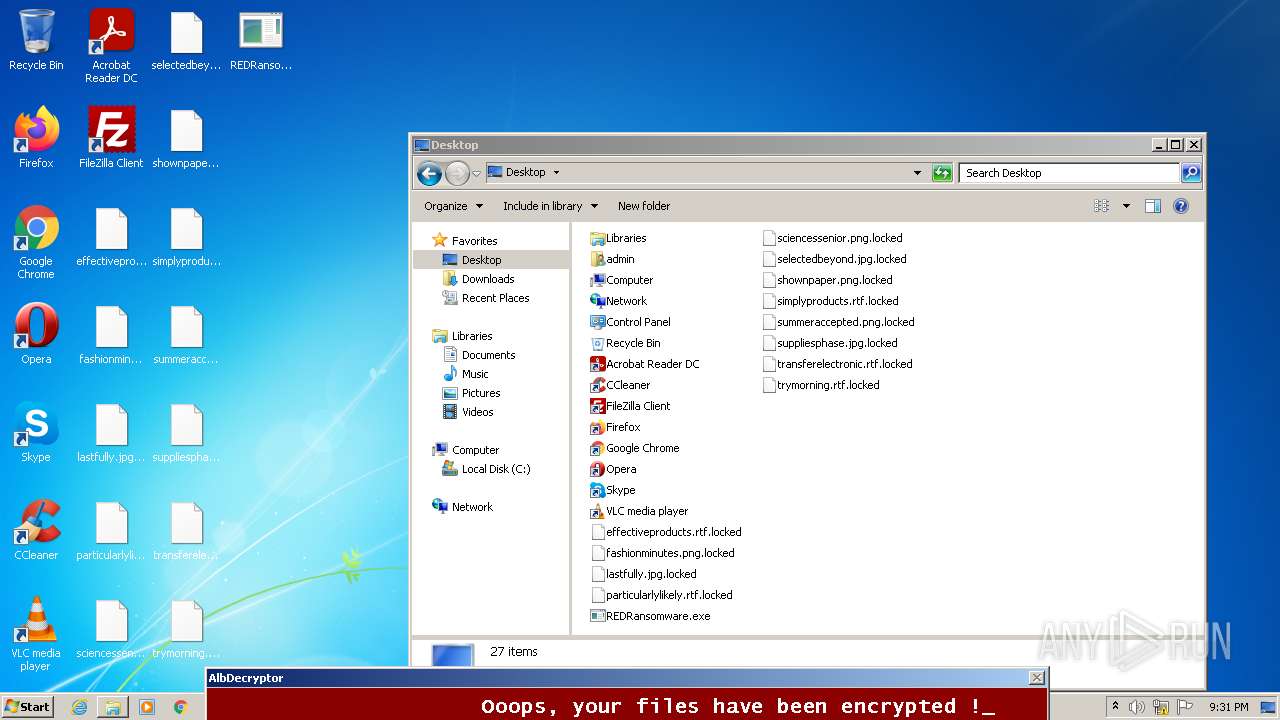 Recycle Bin
Acrobat
Reader DC
selectedbey...
REDRanso...
Firefox
FileZilla Client
shownpape...
Google
Chrome
effectivepro...
simplyprodu...
Opera
fashionmin...
summeracc...
Skype
lastfully.jpg...
suppliespha...
CCleaner
particularlyli...
transferele...
VLC media
player
sciencessen...
trymorning....
Desktop
Desktop
Search Desktop
Organize
Include in library
New folder
Favorites
Desktop
Downloads
Recent Places
Libraries
Documents
Music
Pictures
Videos
Computer
Local Disk (C:)
Network
Libraries
admin
Computer
Network
Control Panel
Recycle Bin
Acrobat Reader DC
CCleaner
FileZilla Client
Firefox
Google Chrome
Opera
Skype
VLC media player
effectiveproducts.rtf.locked
fashionminutes.png.locked
lastfully.jpg.locked
particularlylikely.rtf.locked
REDRansomware.exe
sciencessenior.png.locked
selectedbeyond.jpg.locked
shownpaper.png.locked
simplyproducts.rtf.locked
summeraccepted.png.locked
suppliesphase.jpg.locked
transferelectronic.rtf.locked
trymorning.rtf.locked
27 items
ANY RUN
AlbDecryptor
Ooops, your files have been encrypted !_
Start
9:31 PM